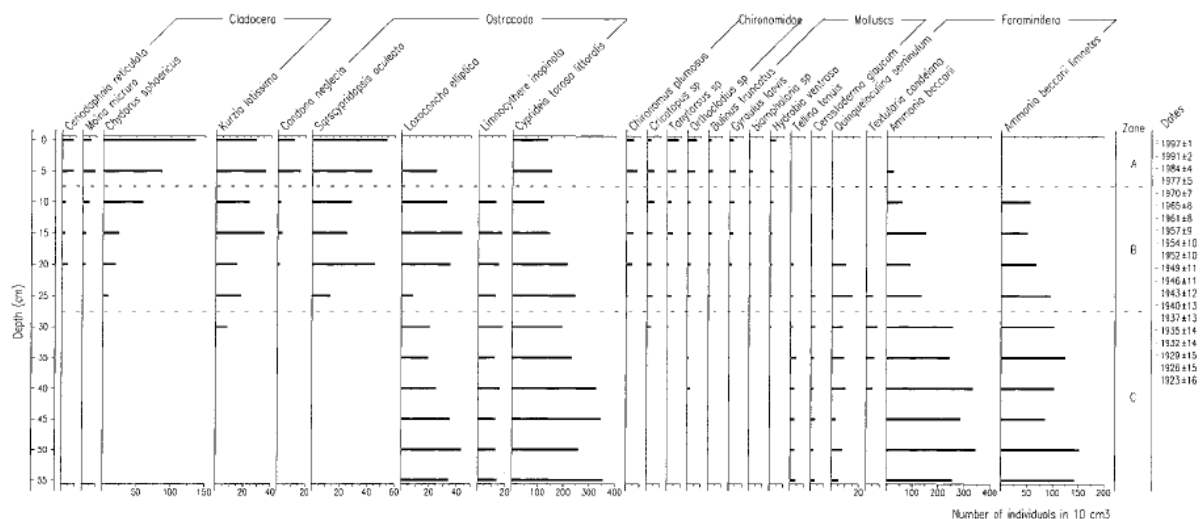 Cladocera
Ostracoda
Chironomidae
Molluscs
Foraminifera
Ceriodaphnia reticulata
Moina micrura
Chydorus sphaericus
Kurzia latissima
Candona neglecta
Sarscypridopsis aculeata
Loxoconcha elliptica
Limnocythere inopinata
Cyprideis torosa littoralis
Chironomus plumosus
Cricotopus sp
Tanytarsus sp
Orthocladius sp
Bulinus truncatus
Gyraulus laevis
biomphalaria sp
Hydrobia ventrosa
Tellina tenuis
Cerastoderma glaucum
Quinqueloculina seminulum
Textularia candeiana
Ammonia beccarii
Ammonia beccarii limnetes
Zone
Dates
0
5
10
15
20
25
30
35
40
45
50
55
Depth (cm)
A
B
C
1997±1
1991±2
1984±4
1977±5
1970±7
1965±8
1961±8
1957±9
1954±10
1952±10
1949±11
1946±11
1943±12
1940±13
1937±13
1935±14
1932±14
1929±15
1926±15
1923±16
50 100 150
20 40
20 40 60
20 40
20
100 200 300 400
20
100 200 300 400
50 100 150 200
Number of individuals in 10 cm3